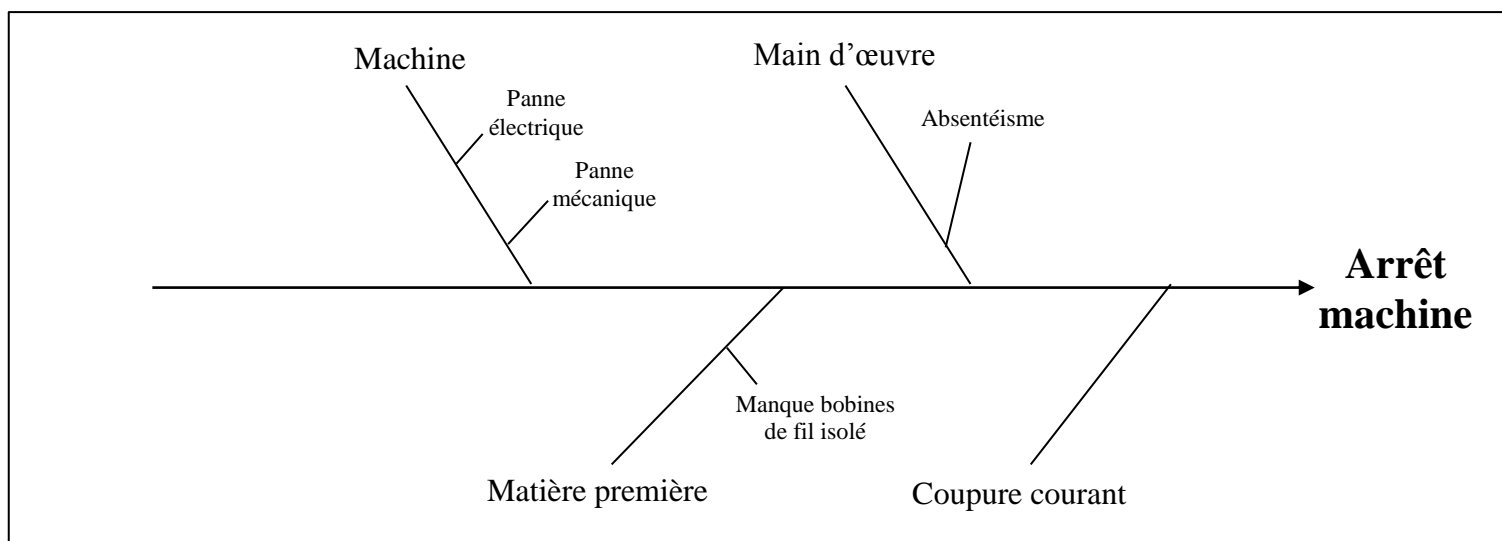 Machine
Main d’œuvre
Panne
électrique
Absentéisme
Panne
mécanique
Arrêt
machine
Manque bobines
de fil isolé
Matière première
Coupure courant